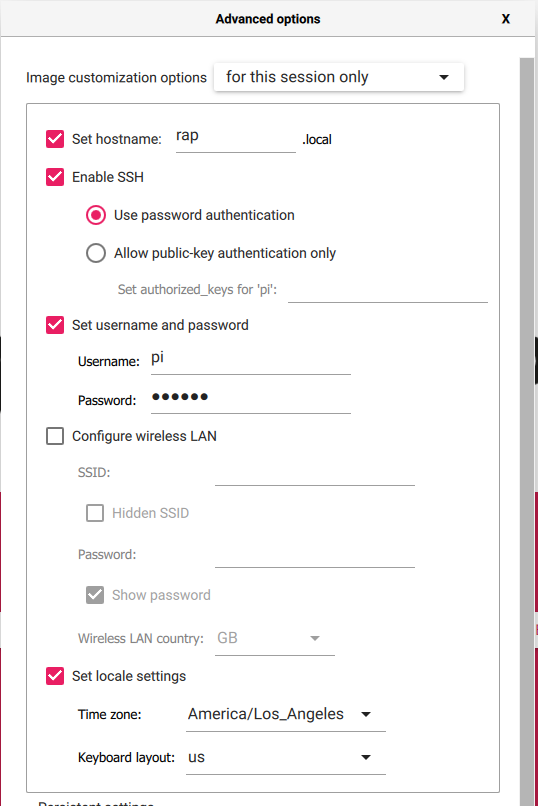 Advanced options X
Image customization options for this session only
Set hostname: rap .local
Enable SSH
Use password authentication
Allow public-key authentication only
Set authorized_keys for 'pi':
Set username and password
Username: pi
Password: ●●●●●●
Configure wireless LAN
SSID:
Hidden SSID
Password:
Show password
Wireless LAN country: GB
Set locale settings
Time zone: America/Los_Angeles
Keyboard layout: us
Persistent settings